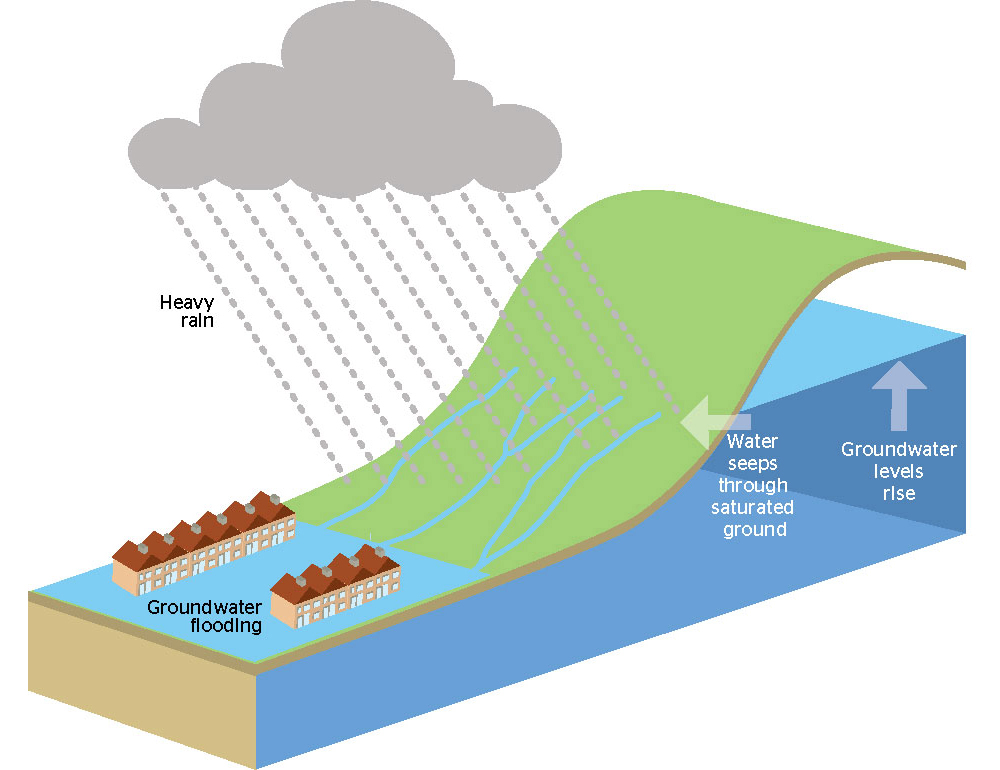 Heavy
rain
Water
seeps
through
saturated
ground
Groundwater
levels
rise
Groundwater
flooding